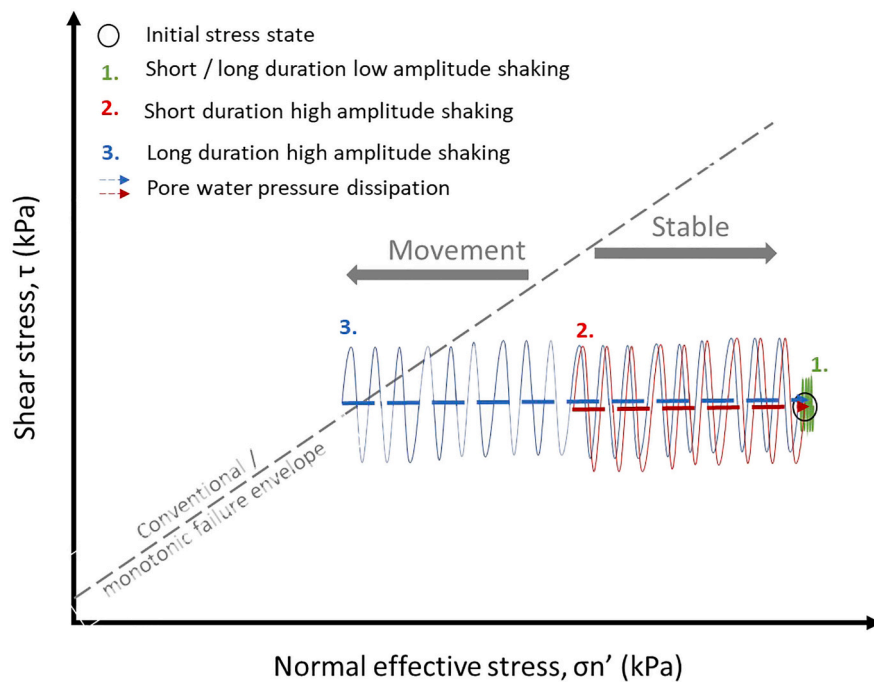 Initial stress state
1. Short / long duration low amplitude shaking
2. Short duration high amplitude shaking
3. Long duration high amplitude shaking
Pore water pressure dissipation
Stable
Movement
3.
2.
1.
Conventional /
monotonic failure envelope
Shear stress, τ (kPa)
Normal effective stress, σn’ (kPa)